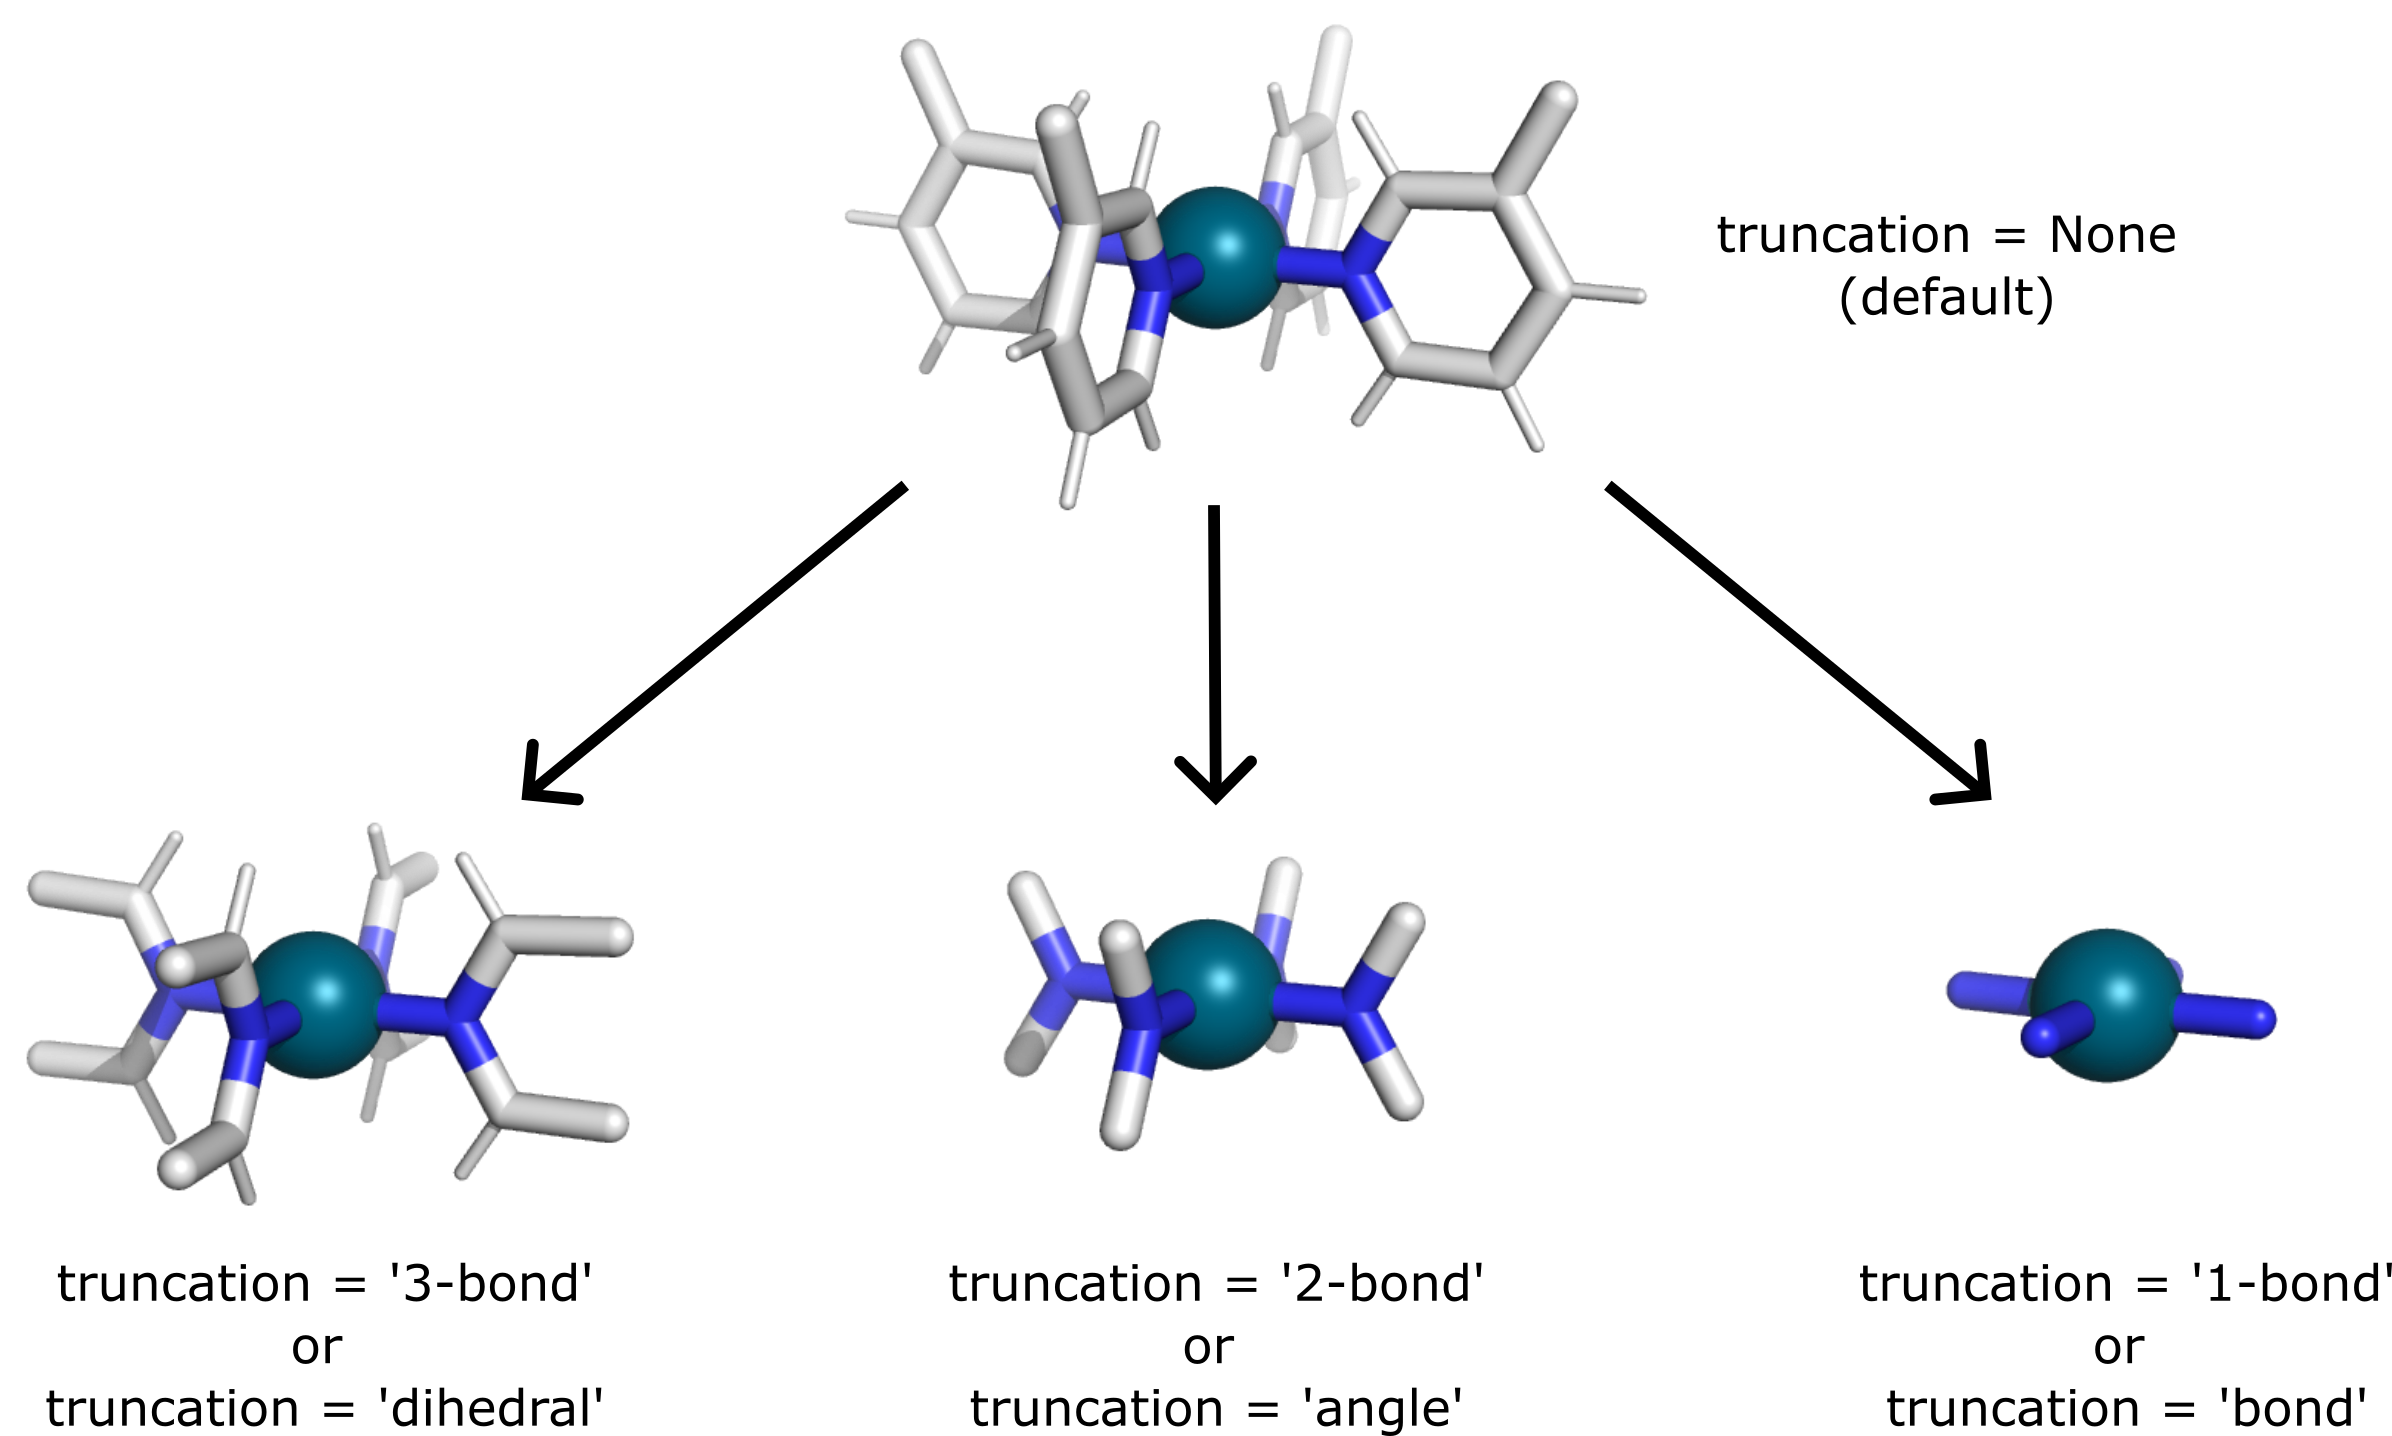 truncation = None
(default)
truncation = '3-bond'
or
truncation = 'dihedral'
truncation = '2-bond'
or
truncation = 'angle'
truncation = '1-bond'
or
truncation = 'bond'